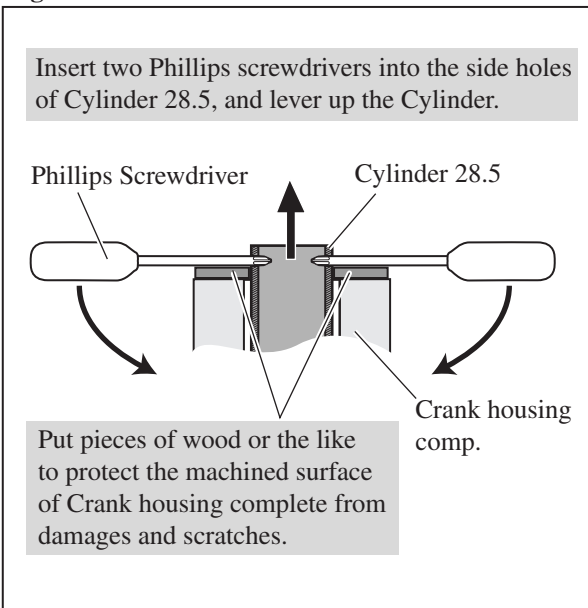 Insert two Phillips screwdrivers into the side holes
of Cylinder 28.5, and lever up the Cylinder.
Phillips Screwdriver
Cylinder 28.5
Crank housing
comp.
Put pieces of wood or the like
to protect the machined surface
of Crank housing complete from
damages and scratches.